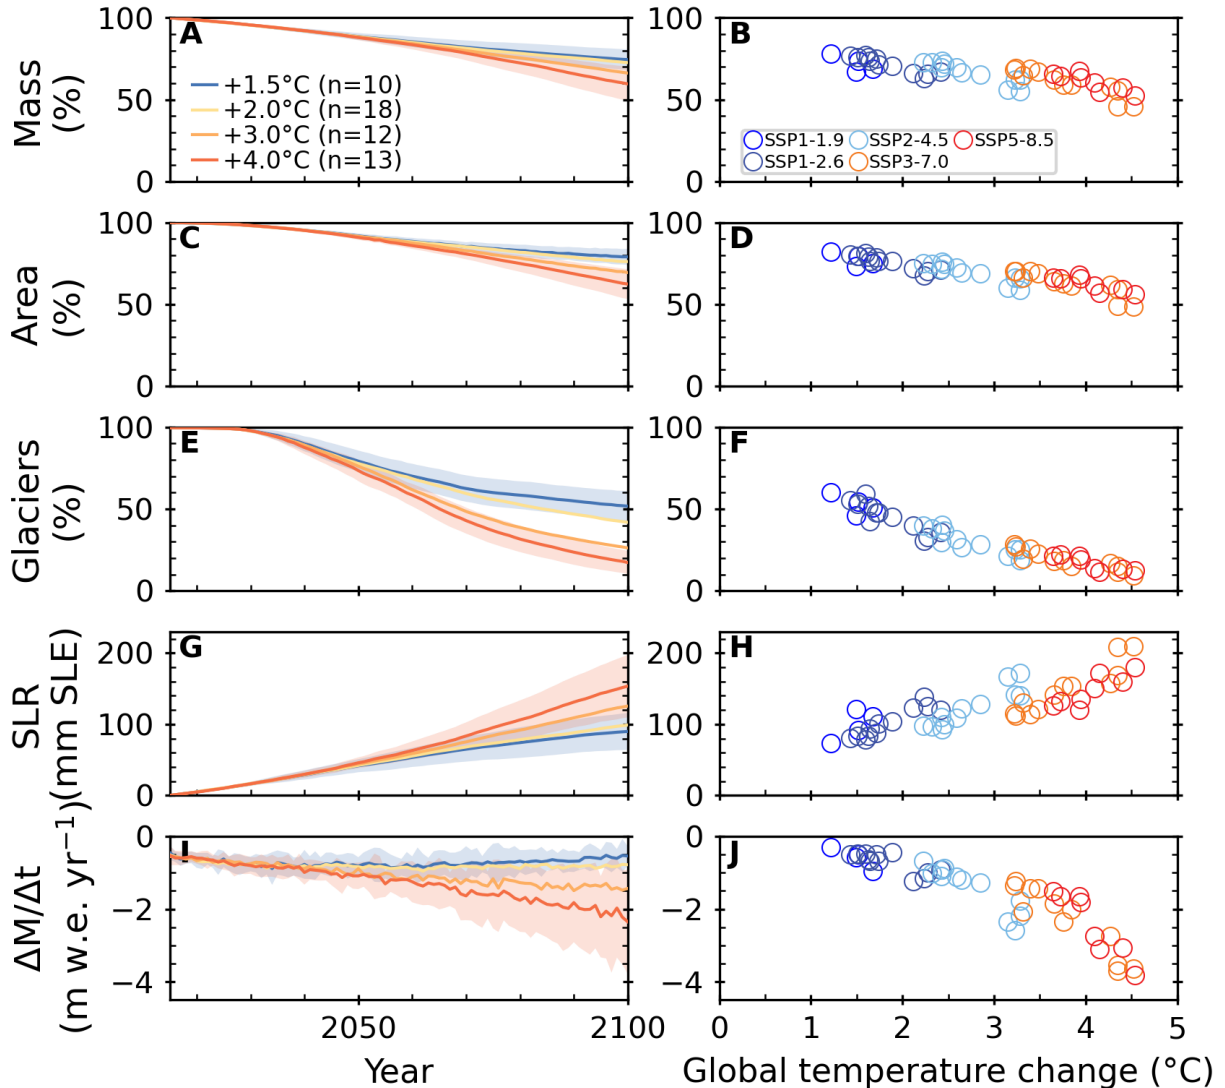 Mass
(%)
100
50
0
A
+1.5°C (n=10)
+2.0°C (n=18)
+3.0°C (n=12)
+4.0°C (n=13)
100
50
0
B
SSP1-1.9
SSP2-4.5
SSP5-8.5
SSP1-2.6
SSP3-7.0
Area
(%)
100
50
0
C
100
50
0
D
Glaciers
(%)
100
50
0
E
100
50
0
F
SLR
(mm SLE)
200
100
0
G
200
100
0
H
ΔM/Δt
(m w.e. yr⁻¹)
0
−2
−4
I
0
−2
−4
J
2050
2100
Year
0
1
2
3
4
5
Global temperature change (°C)